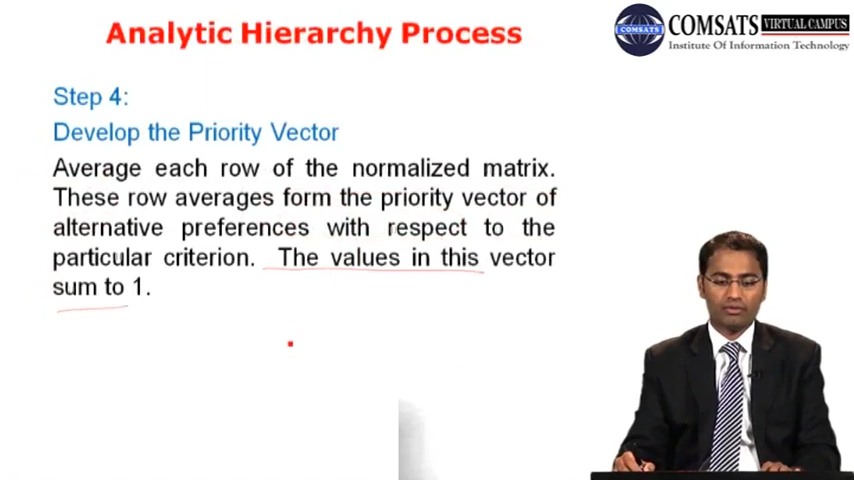 Analytic Hierarchy Process
COMSATS VIRTUAL CAMPUS
Institute Of Information Technology
COMSATS
Step 4:
Develop the Priority Vector
Average each row of the normalized matrix.
These row averages form the priority vector of
alternative preferences with respect to the
particular criterion. The values in this vector
sum to 1.